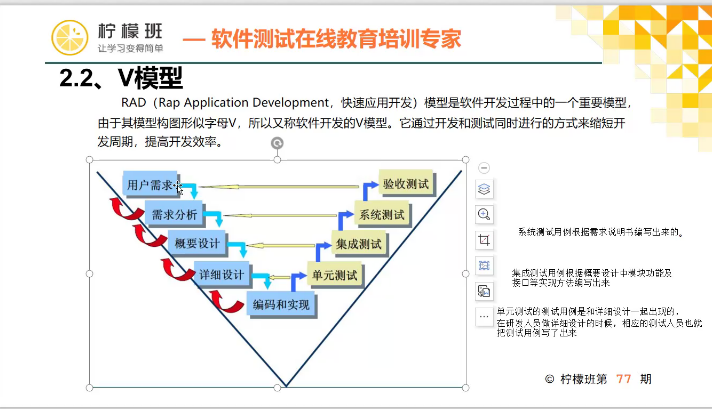 柠檬班
让学习变得简单
— 软件测试在线教育培训专家
2.2、V模型
RAD（Rap Application Development，快速应用开发）模型是软件开发过程中的一个重要模型，
由于其模型构图形似字母V，所以又称软件开发的V模型。它通过开发和测试同时进行的方式来缩短开
发周期，提高开发效率。
用户需求
验收测试
需求分析
系统测试
概要设计
集成测试
详细设计
单元测试
编码和实现
系统测试用例根据需求说明书编写出来的。
集成测试用例根据概要设计中模块功能及
接口等实现方法编写出来
单元测试的测试用例是和详细设计一起出现的，
在研发人员做详细设计的时候，相应的测试人员也就
把测试用例写了出来
© 柠檬班第 77 期